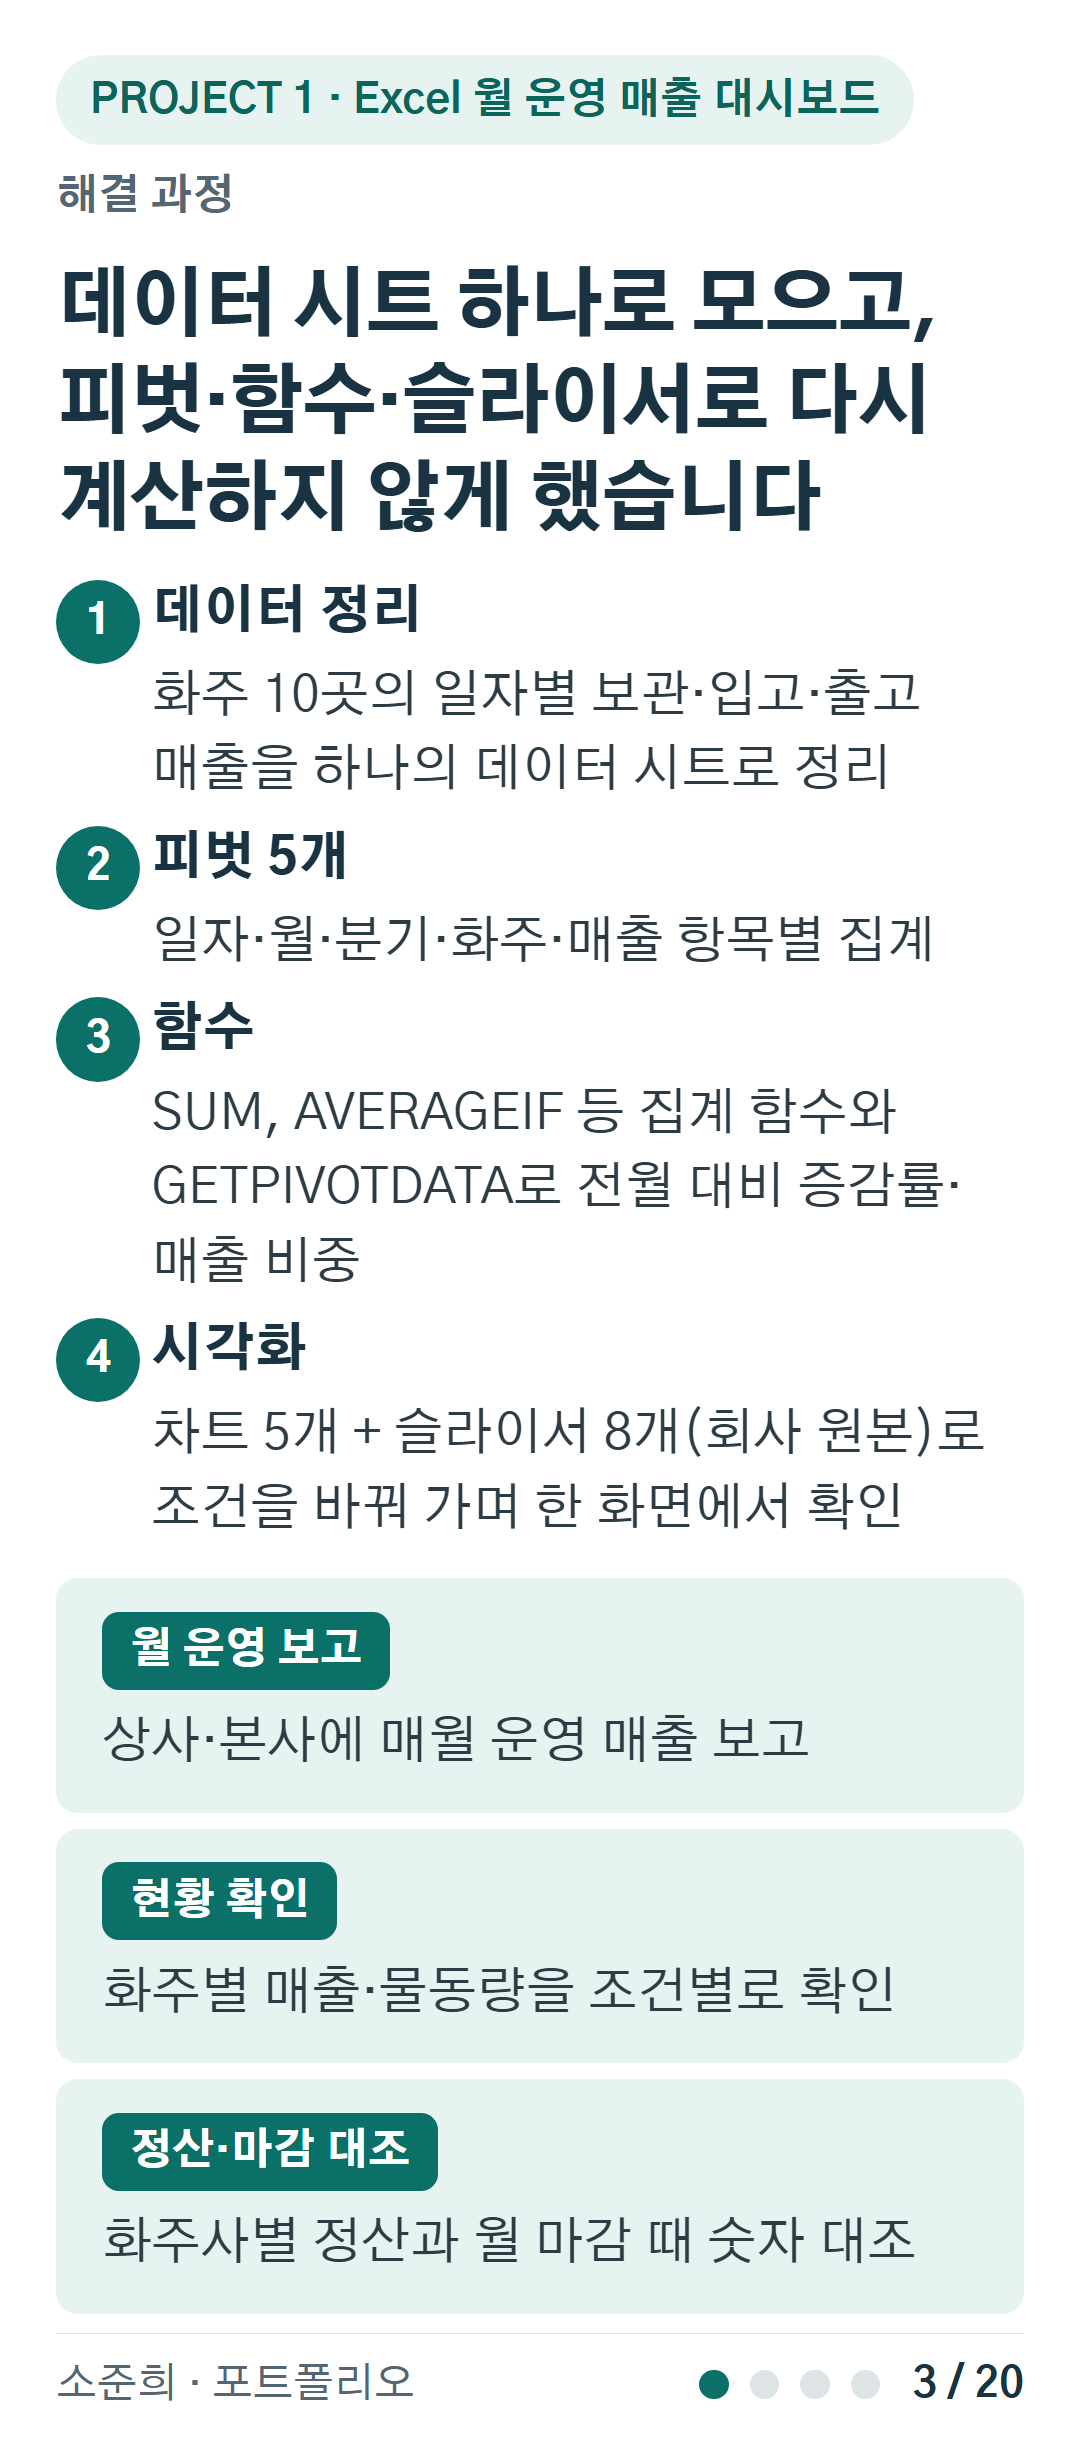 PROJECT 1 · Excel 월 운영 매출 대시보드
해결 과정
데이터 시트 하나로 모으고,
피벗·함수·슬라이서로 다시
계산하지 않게 했습니다
1 데이터 정리
화주 10곳의 일자별 보관·입고·출고
매출을 하나의 데이터 시트로 정리
2 피벗 5개
일자·월·분기·화주·매출 항목별 집계
3 함수
SUM, AVERAGEIF 등 집계 함수와
GETPIVOTDATA로 전월 대비 증감률·
매출 비중
4 시각화
차트 5개 + 슬라이서 8개(회사 원본)로
조건을 바꿔 가며 한 화면에서 확인
월 운영 보고
상사·본사에 매월 운영 매출 보고
현황 확인
화주별 매출·물동량을 조건별로 확인
정산·마감 대조
화주사별 정산과 월 마감 때 숫자 대조
소준희 · 포트폴리오 3 / 20